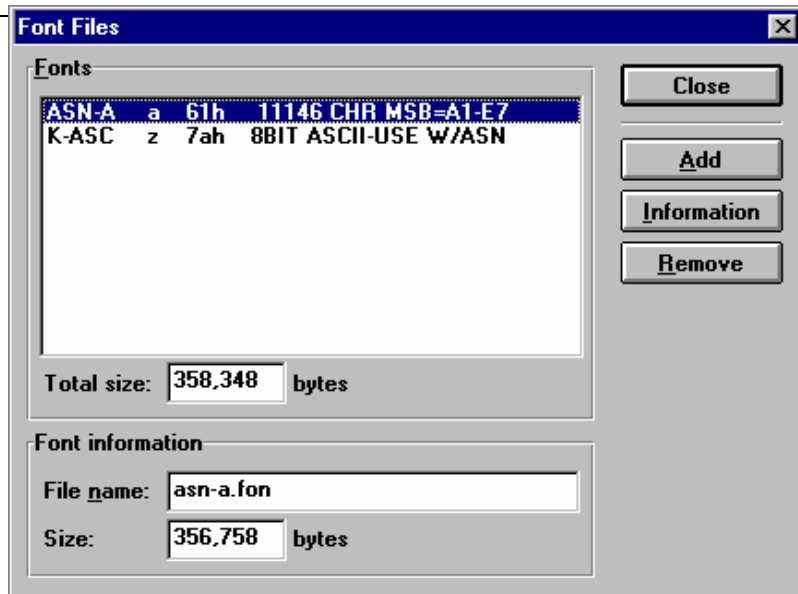 Font Files
Fonts
ASN-A a 61h 11146 CHR MSB=A1-E7
K-ASC z 7ah 8BIT ASCII-USE W/ASN
Total size: 358,348 bytes
Font information
File name: asn-a.fon
Size: 356,758 bytes
Close
Add
Information
Remove